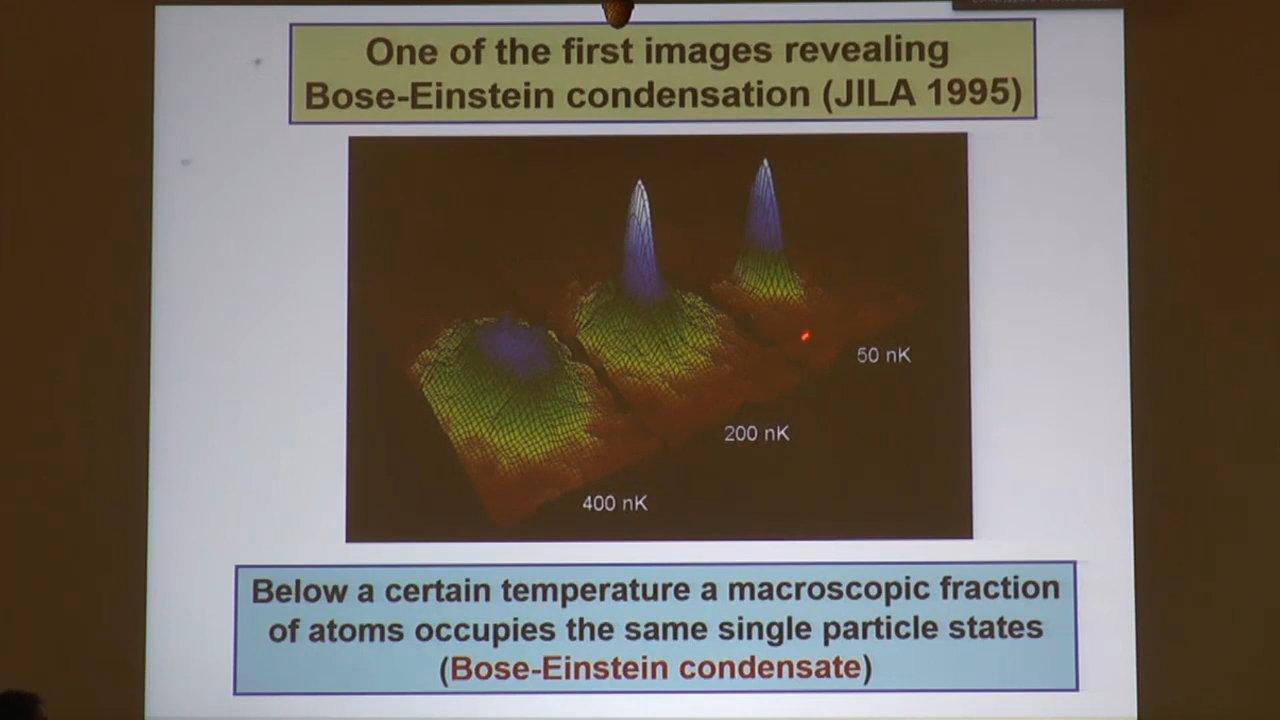 One of the first images revealing
Bose-Einstein condensation (JILA 1995)
50 nK
200 nK
400 nK
Below a certain temperature a macroscopic fraction
of atoms occupies the same single particle states
(Bose-Einstein condensate)